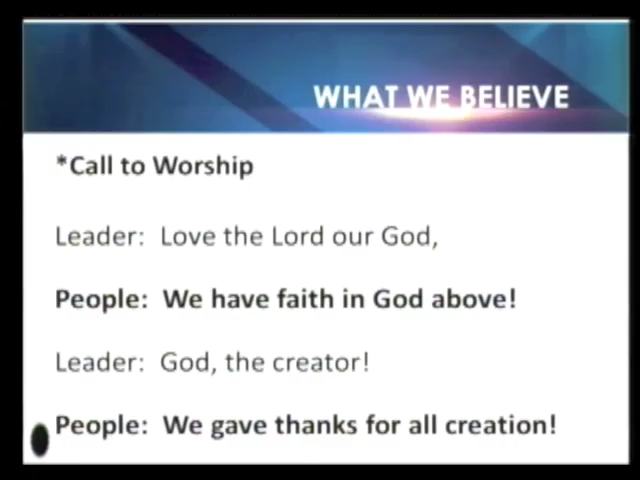 WHAT WE BELIEVE
*Call to Worship
Leader: Love the Lord our God,
People: We have faith in God above!
Leader: God, the creator!
People: We gave thanks for all creation!